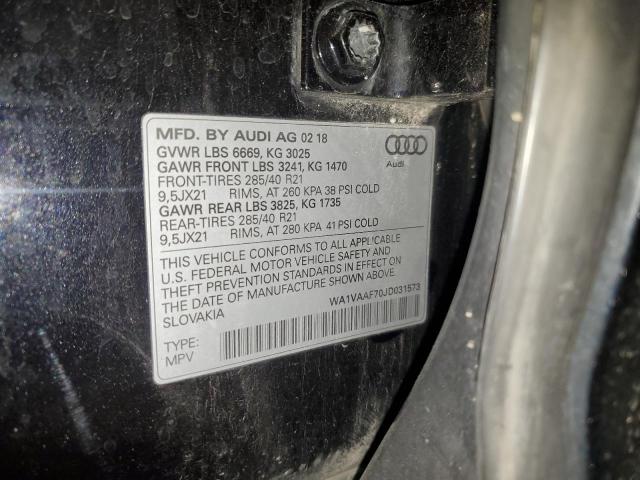 MFD. BY AUDI AG 02 18
GVWR LBS 6669, KG 3025
GAWR FRONT LBS 3241, KG 1470
FRONT-TIRES 285/40 R21
9,5JX21 RIMS, AT 260 KPA 38 PSI COLD
GAWR REAR LBS 3825, KG 1735
REAR-TIRES 285/40 R21
9,5JX21 RIMS, AT 280 KPA 41 PSI COLD
Audi
THIS VEHICLE CONFORMS TO ALL APPLICABLE
U.S. FEDERAL MOTOR VEHICLE SAFETY AND
THEFT PREVENTION STANDARDS IN EFFECT ON
THE DATE OF MANUFACTURE SHOWN ABOVE.
SLOVAKIA
WA1VAAF70JD031573
TYPE:
MPV